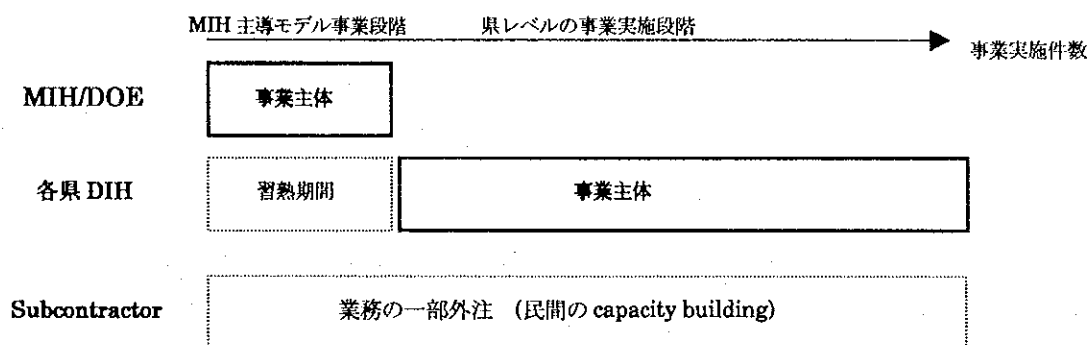 MIH 主導モデル事業段階 県レベルの事業実施段階
事業実施件数
MIH/DOE 事業主体
各県 DIH 習熟期間 事業主体
Subcontractor 業務の一部外注 (民間の capacity building)